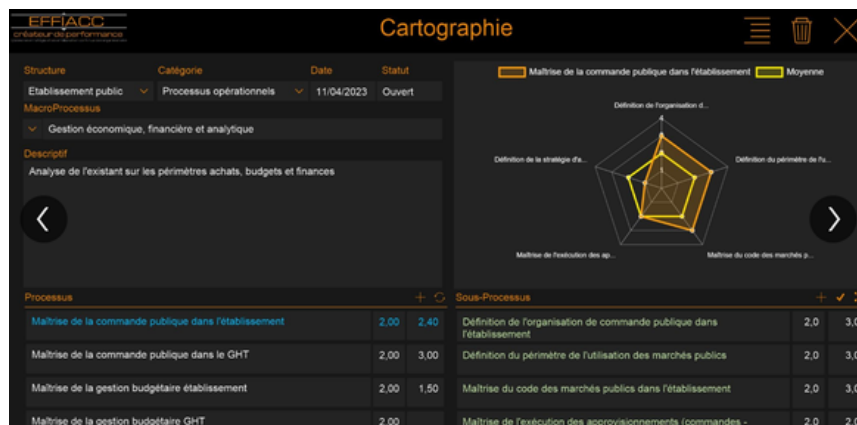 EFFIACC
créateur de performance
Cartographie
Structure
Catégorie
Date
Statut
Etablissement public
Processus opérationnels
11/04/2023
Ouvert
MacroProcessus
Gestion économique, financière et analytique
Descriptif
Analyse de l'existant sur les périmètres achats, budgets et finances
Maîtrise de la commande publique dans l'établissement
Moyenne
Définition de l'organisation d...
4
Définition du périmètre de l'u...
Maîtrise du code des marchés p...
Maîtrise de l'exécution des ap...
Définition de la stratégie d'a...
Processus
Maîtrise de la commande publique dans l'établissement 2,00 2,40
Maîtrise de la commande publique dans le GHT 2,00 3,00
Maîtrise de la gestion budgétaire établissement 2,00 1,50
Maîtrise de la gestion budgétaire GHT 2,00
Sous-Processus
Définition de l'organisation de commande publique dans
l'établissement 2,0 3,0
Définition du périmètre de l'utilisation des marchés publics 2,0 3,0
Maîtrise du code des marchés publics dans l'établissement 2,0 3,0
Maîtrise de l'exécution des approvisionnements (commandes - 2,0 2,0